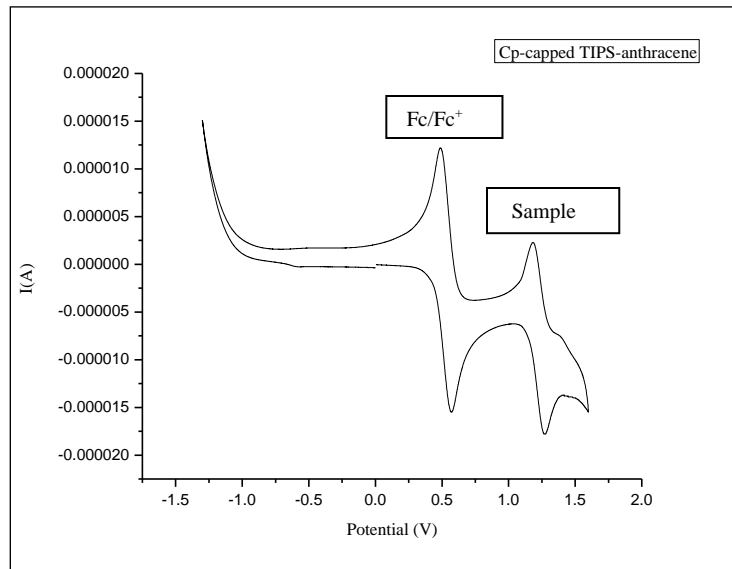 Cp-capped TIPS-anthracene
Fc/Fc⁺
Sample
0.000020
0.000015
0.000010
0.000005
0.000000
-0.000005
-0.000010
-0.000015
-0.000020
I(A)
-1.5 -1.0 -0.5 0.0 0.5 1.0 1.5 2.0
Potential (V)